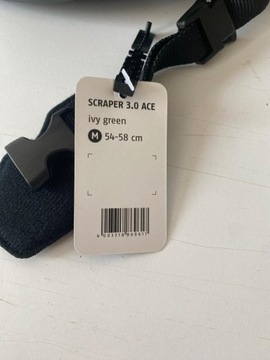 SCRAPER 3.0 ACE
ivy green
M 54-58 cm